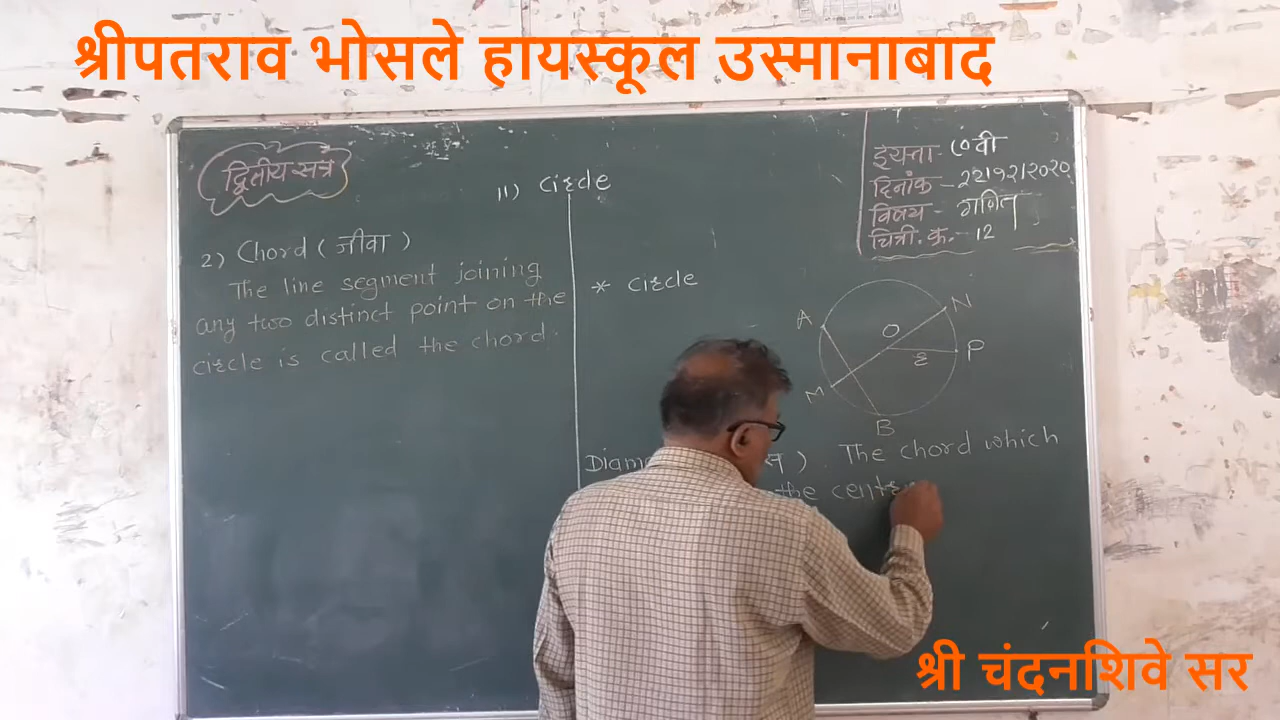 श्रीपतराव भोसले हायस्कूल उस्मानाबाद
द्वितीय सत्र
11) circle
इयत्ता - ७ वी
दिनांक - 22।12।2020
विषय - गणित
चित्री. क्र. - 12
2) Chord ( जीवा )
The line segment joining
any two distinct point on the
circle is called the chord.
* circle
A
N
O
r
P
M
B
The chord which
the centre
श्री चंदनशिवे सर